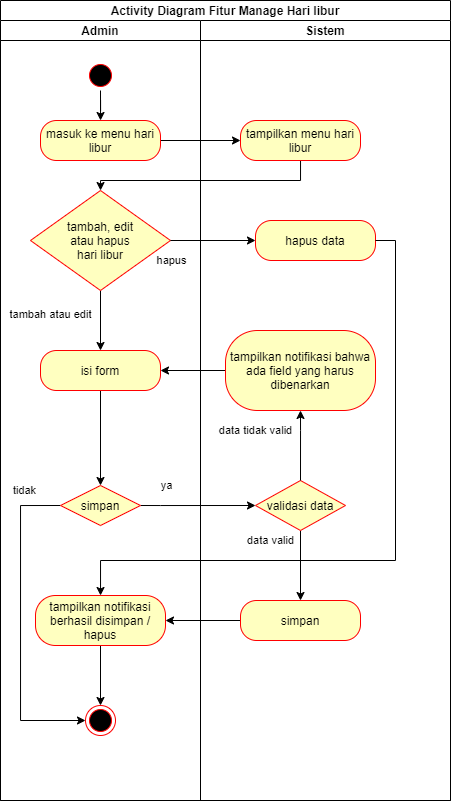 Activity Diagram Fitur Manage Hari libur
Admin
Sistem
masuk ke menu hari
libur
tampilkan menu hari
libur
tambah, edit
atau hapus
hari libur
hapus
hapus data
tambah atau edit
isi form
tampilkan notifikasi bahwa
ada field yang harus
dibenarkan
data tidak valid
tidak
simpan
ya
validasi data
data valid
tampilkan notifikasi
berhasil disimpan /
hapus
simpan